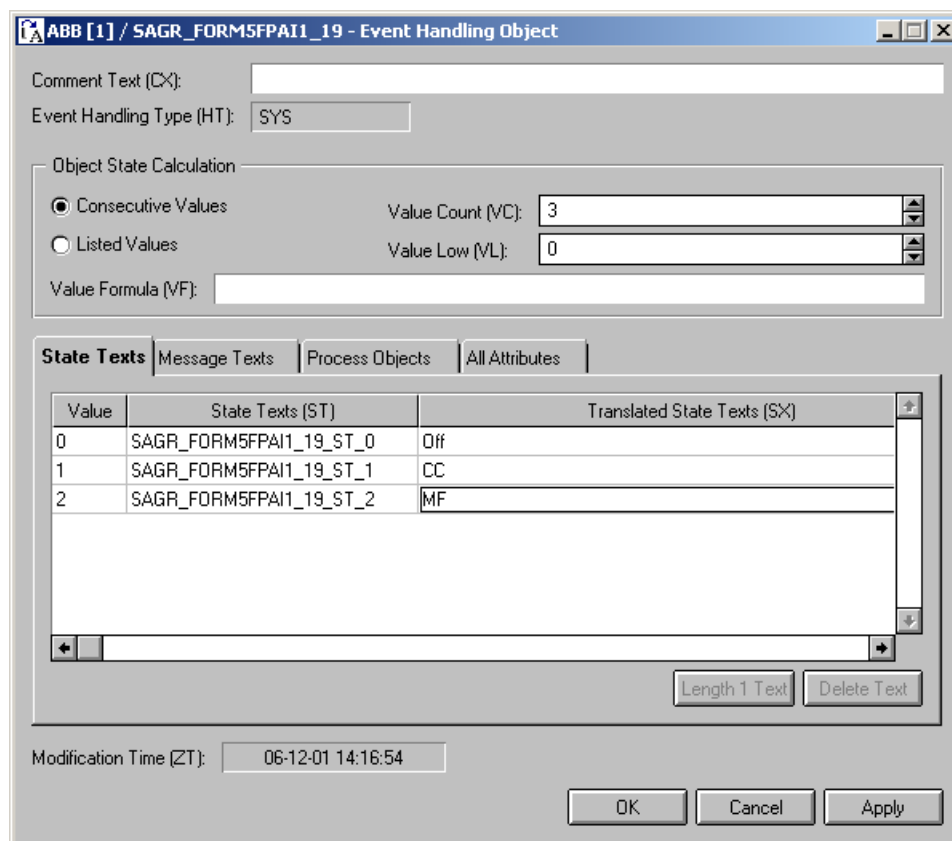 ABB [1] / SAGR_FORM5FPAI1_19 - Event Handling Object
Comment Text (CX):
Event Handling Type (HT): SYS
Object State Calculation
Consecutive Values Value Count (VC): 3
Listed Values Value Low (VL): 0
Value Formula (VF):
State Texts Message Texts Process Objects All Attributes
Value State Texts (ST) Translated State Texts (SX)
0 SAGR_FORM5FPAI1_19_ST_0 Off
1 SAGR_FORM5FPAI1_19_ST_1 CC
2 SAGR_FORM5FPAI1_19_ST_2 MF
Length 1 Text Delete Text
Modification Time (ZT): 06-12-01 14:16:54
OK Cancel Apply